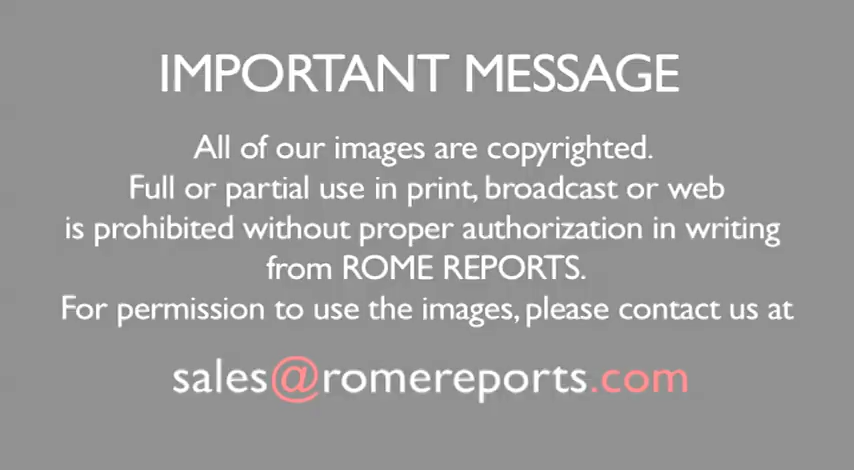 IMPORTANT MESSAGE
All of our images are copyrighted.
Full or partial use in print, broadcast or web
is prohibited without proper authorization in writing
from ROME REPORTS.
For permission to use the images, please contact us at
sales@romereports.com